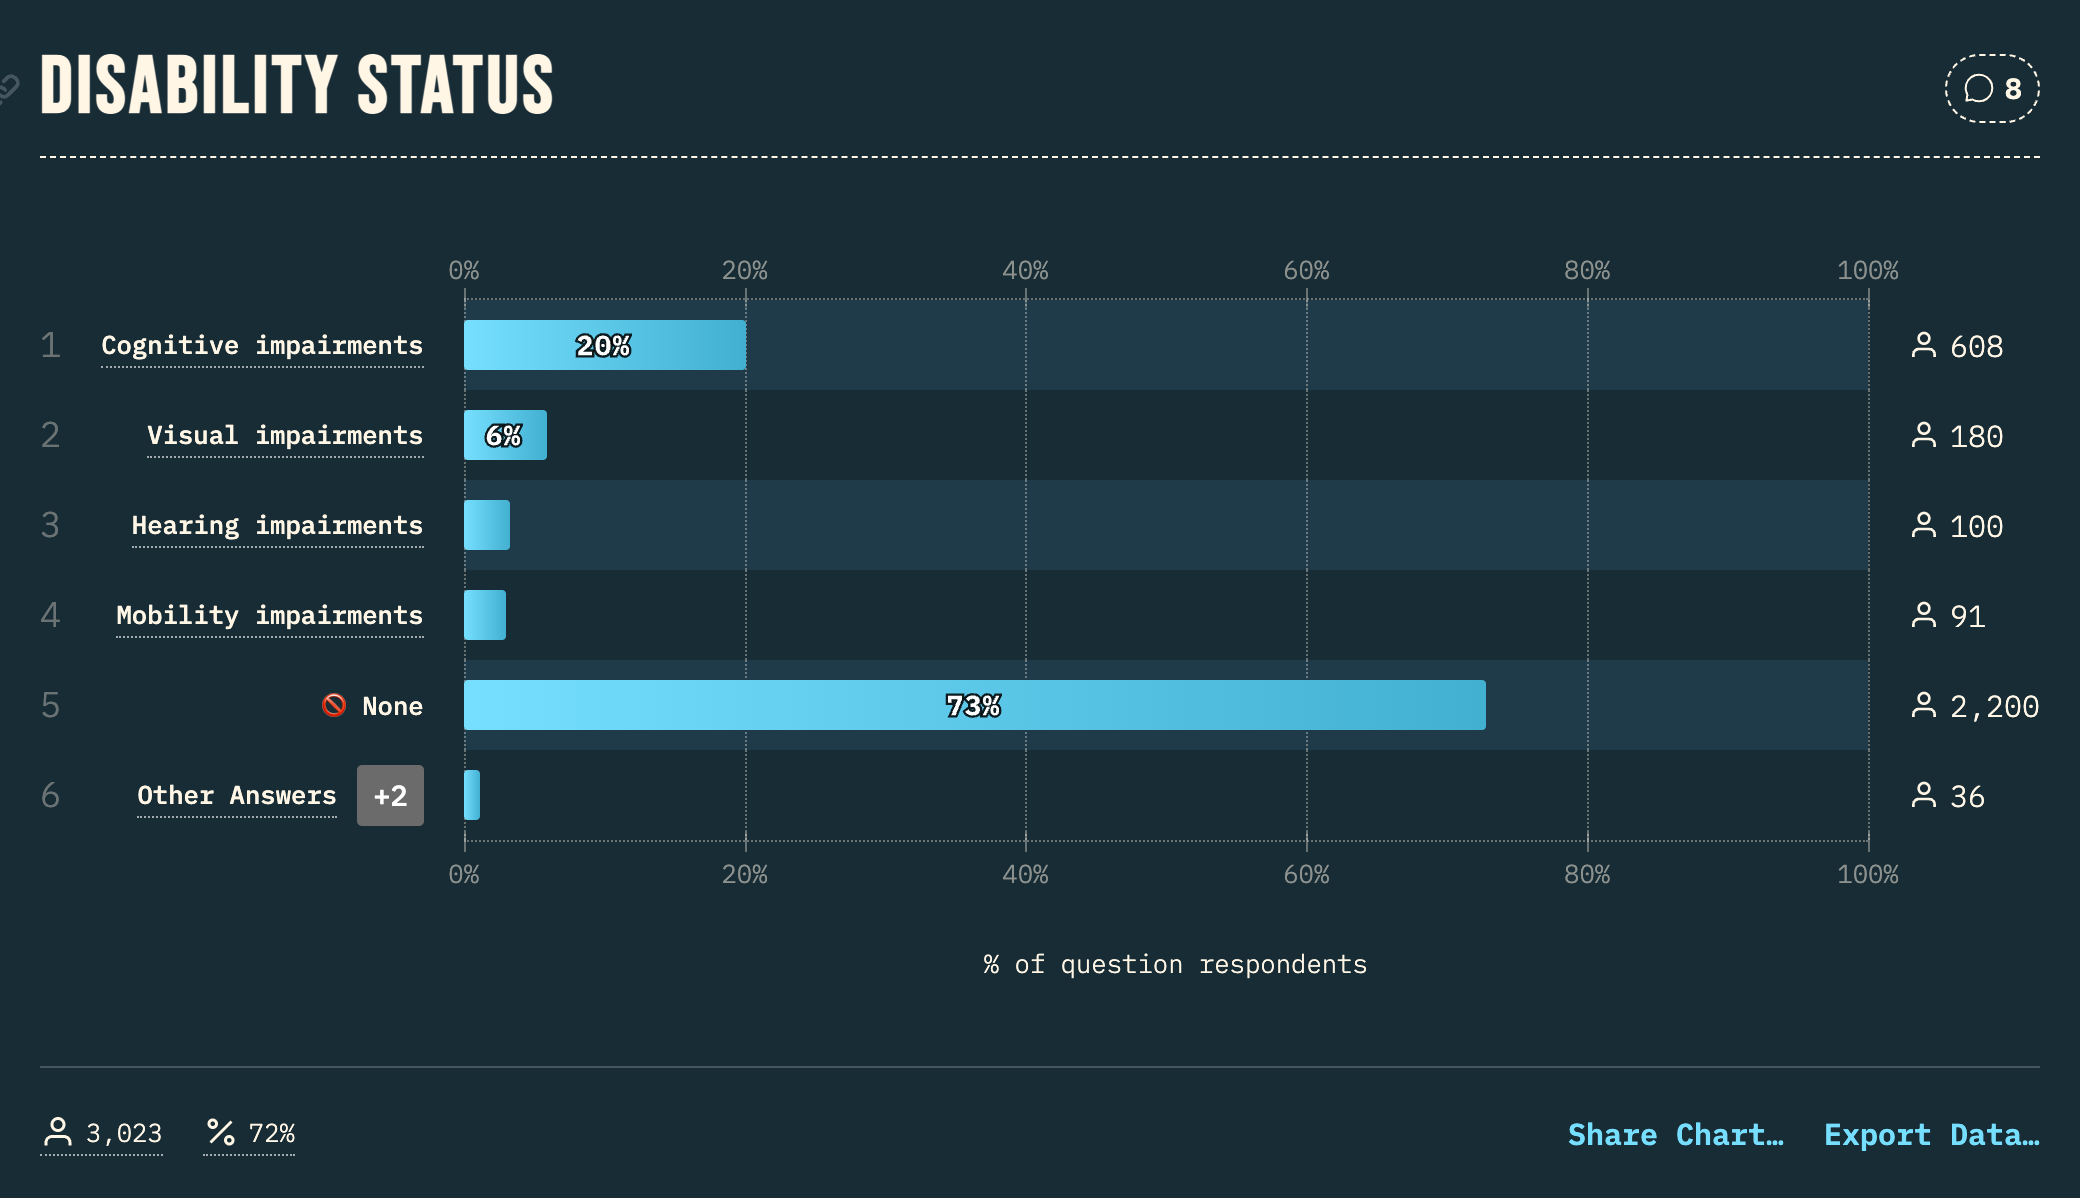 DISABILITY STATUS
8
0% 20% 40% 60% 80% 100%
1 Cognitive impairments 20% 608
2 Visual impairments 6% 180
3 Hearing impairments 100
4 Mobility impairments 91
5 None 73% 2,200
6 Other Answers +2 36
0% 20% 40% 60% 80% 100%
% of question respondents
3,023 % 72% Share Chart… Export Data…